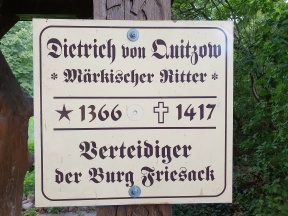 Dietrich von Quitzow
* Märkischer Ritter *
★ 1366 ✝ 1417
Verteidiger
der Burg Friesack